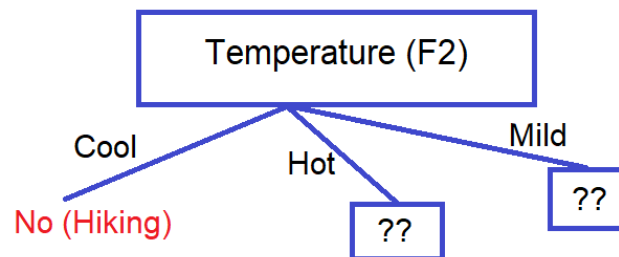 Temperature (F2)
Cool
Hot
Mild
No (Hiking)
??
??